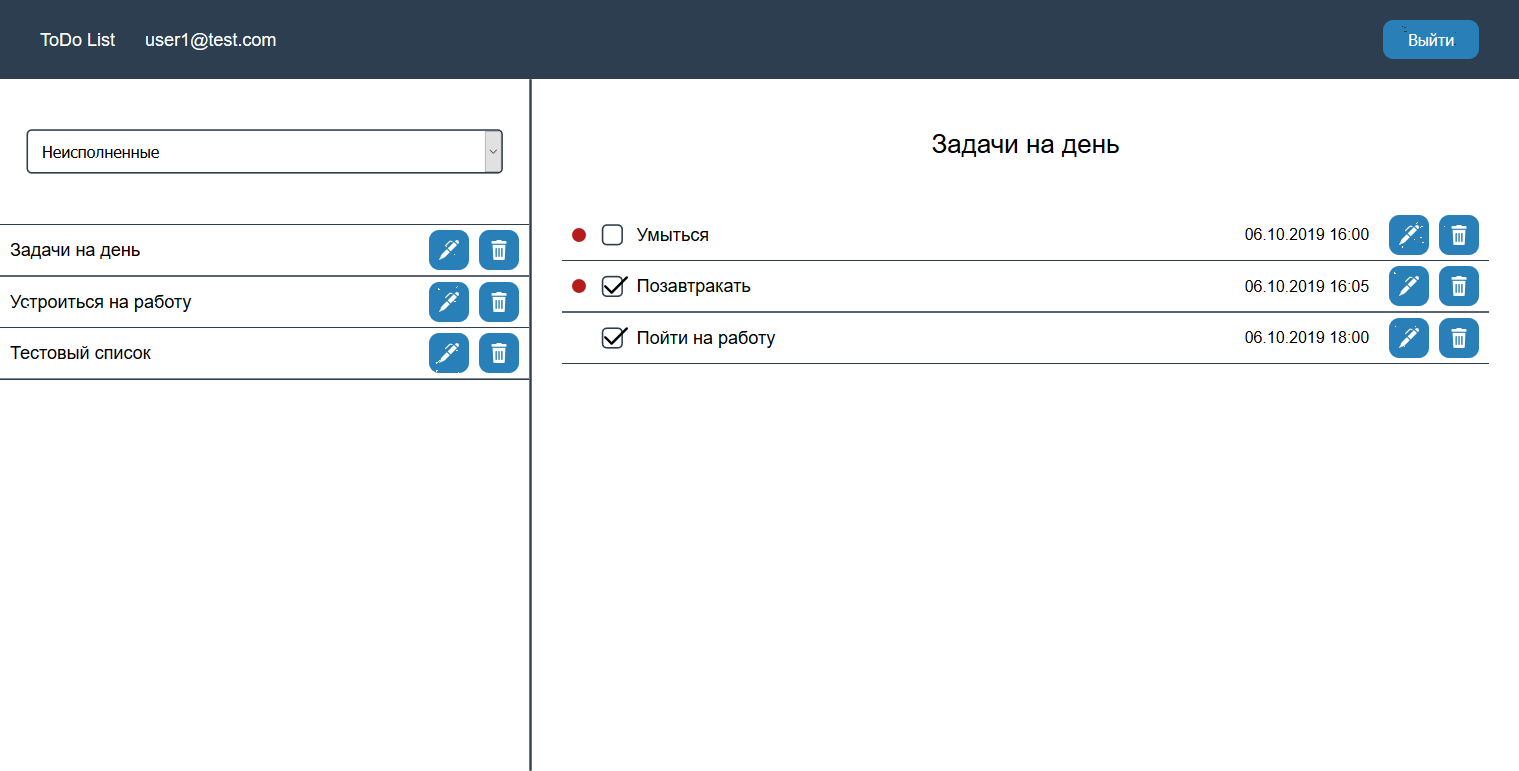 ToDo List user1@test.com Выйти
Неисполненные
Задачи на день
Устроиться на работу
Тестовый список
Задачи на день
Умыться 06.10.2019 16:00
Позавтракать 06.10.2019 16:05
Пойти на работу 06.10.2019 18:00